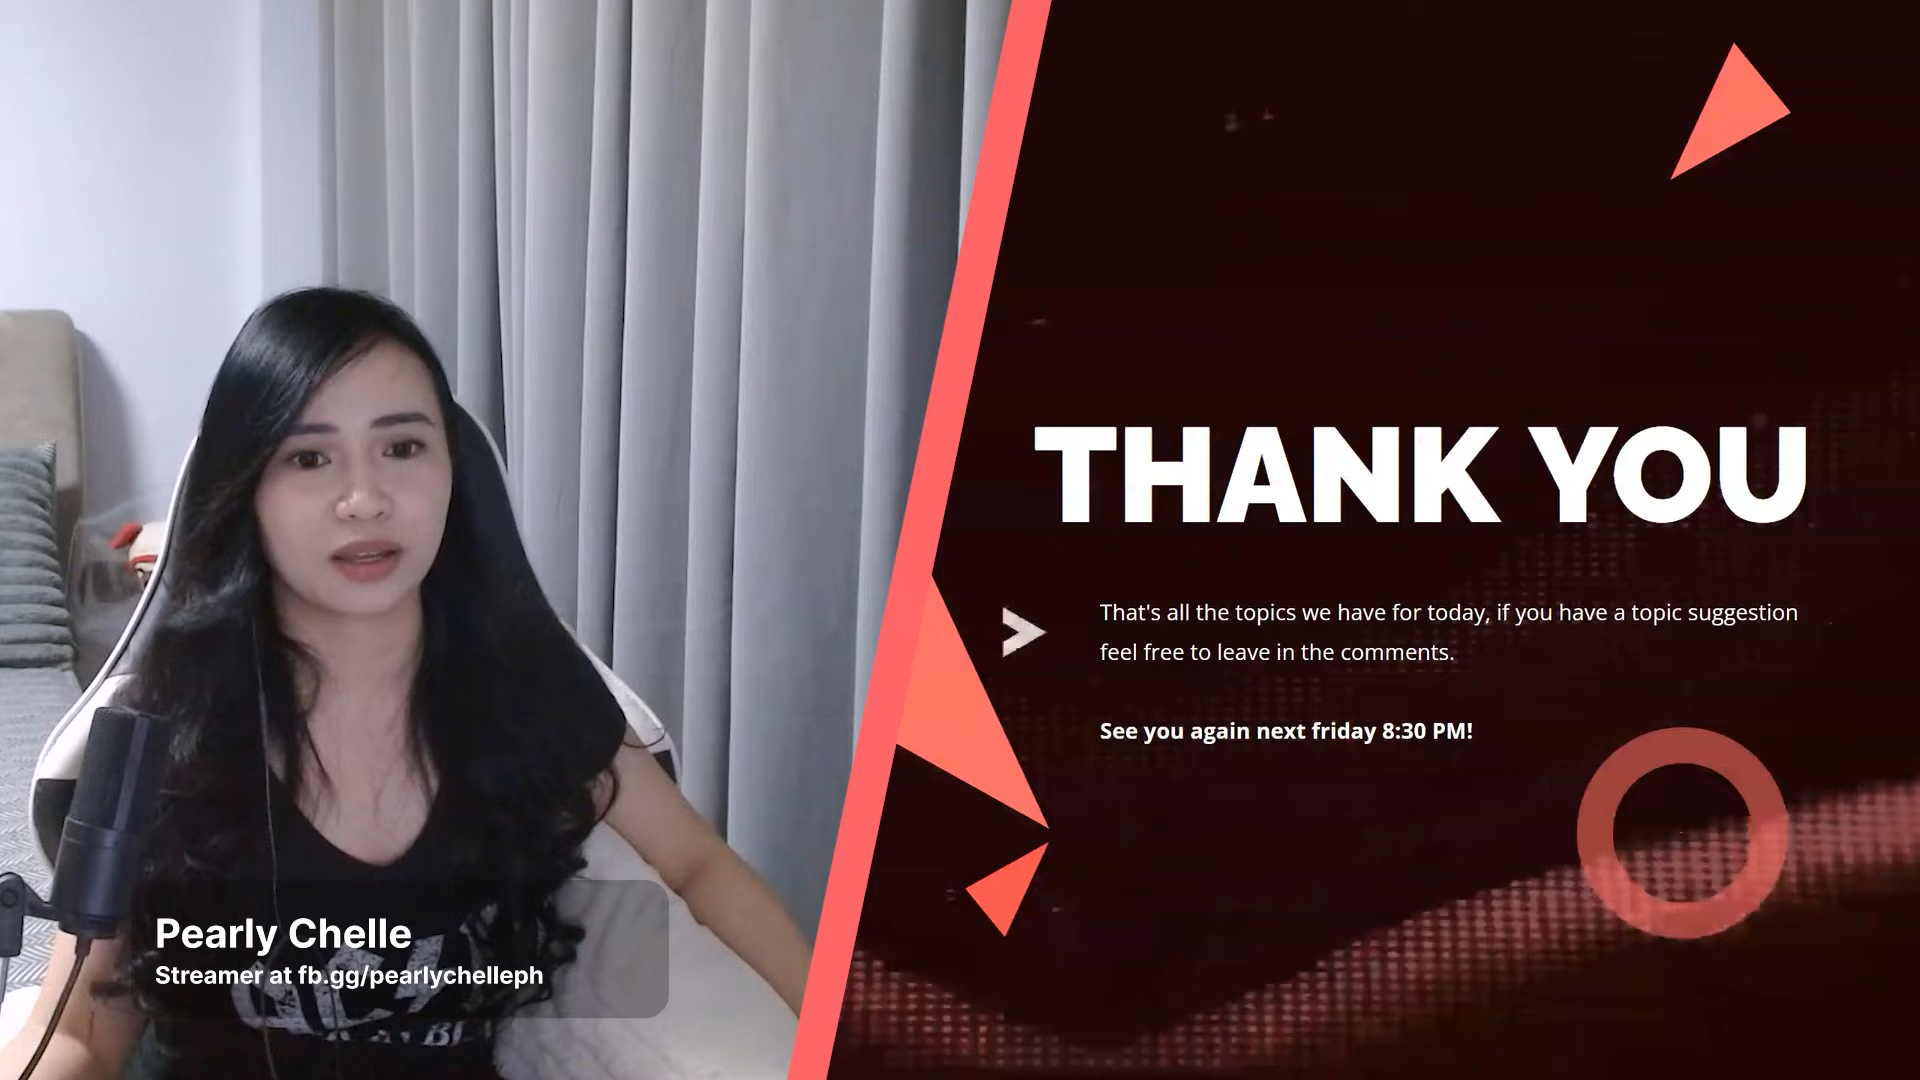 THANK YOU
That's all the topics we have for today, if you have a topic suggestion
feel free to leave in the comments.
See you again next friday 8:30 PM!
Pearly Chelle
Streamer at fb.gg/pearlychelleph